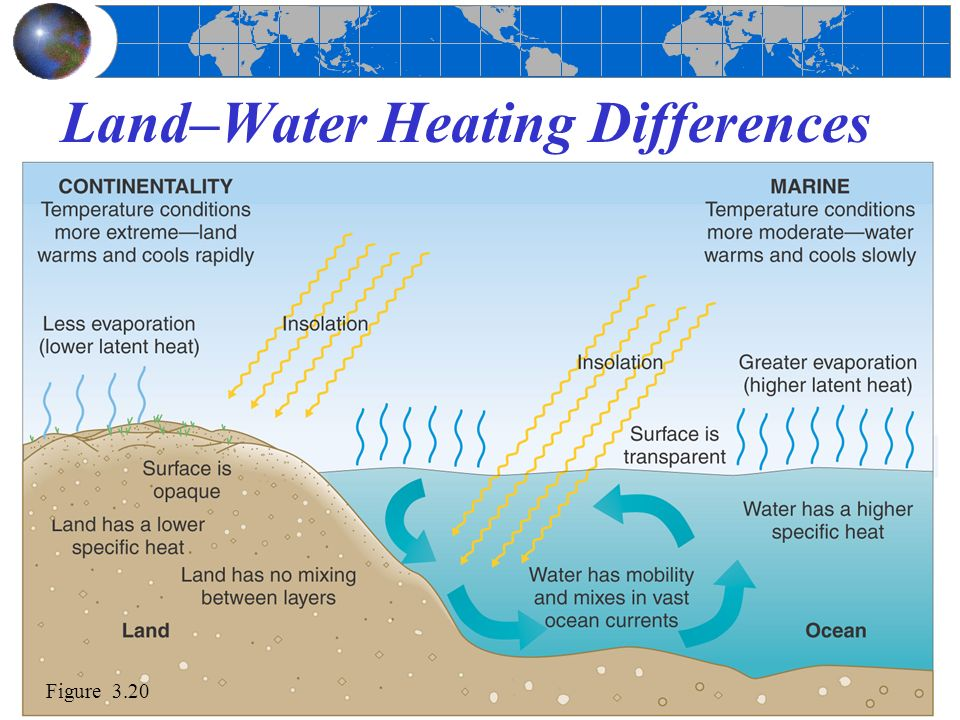 Land–Water Heating Differences
CONTINENTALITY
Temperature conditions
more extreme—land
warms and cools rapidly
MARINE
Temperature conditions
more moderate—water
warms and cools slowly
Less evaporation
(lower latent heat)
Insolation
Insolation
Greater evaporation
(higher latent heat)
Surface is
transparent
Surface is
opaque
Land has a lower
specific heat
Water has a higher
specific heat
Land has no mixing
between layers
Water has mobility
and mixes in vast
ocean currents
Land
Ocean
Figure 3.20